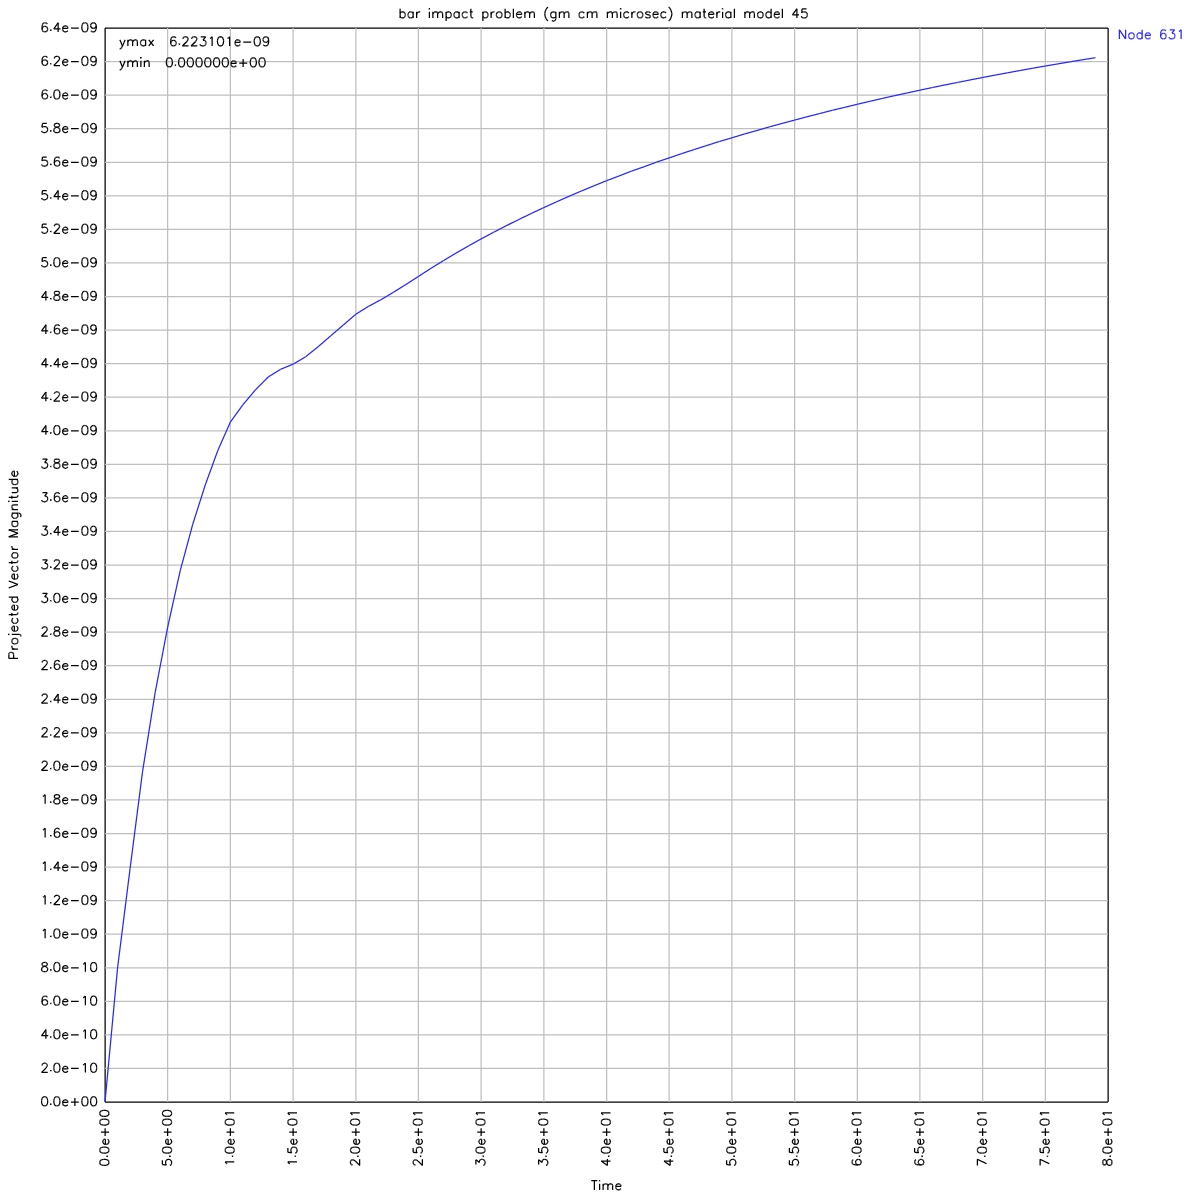 bar impact problem (gm cm microsec) material model 45
ymax 6.223101e-09
ymin 0.000000e+00
Node 631
Projected Vector Magnitude
6.4e-09
6.2e-09
6.0e-09
5.8e-09
5.6e-09
5.4e-09
5.2e-09
5.0e-09
4.8e-09
4.6e-09
4.4e-09
4.2e-09
4.0e-09
3.8e-09
3.6e-09
3.4e-09
3.2e-09
3.0e-09
2.8e-09
2.6e-09
2.4e-09
2.2e-09
2.0e-09
1.8e-09
1.6e-09
1.4e-09
1.2e-09
1.0e-09
8.0e-10
6.0e-10
4.0e-10
2.0e-10
0.0e+00
0.0e+00
5.0e+00
1.0e+01
1.5e+01
2.0e+01
2.5e+01
3.0e+01
3.5e+01
4.0e+01
4.5e+01
5.0e+01
5.5e+01
6.0e+01
6.5e+01
7.0e+01
7.5e+01
8.0e+01
Time